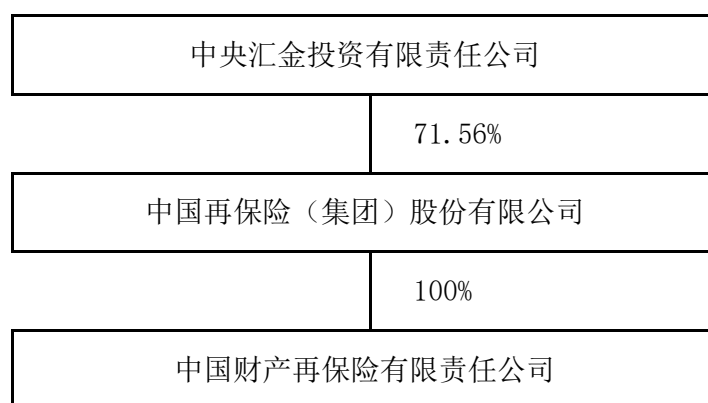 中央汇金投资有限责任公司
71.56%
中国再保险（集团）股份有限公司
100%
中国财产再保险有限责任公司